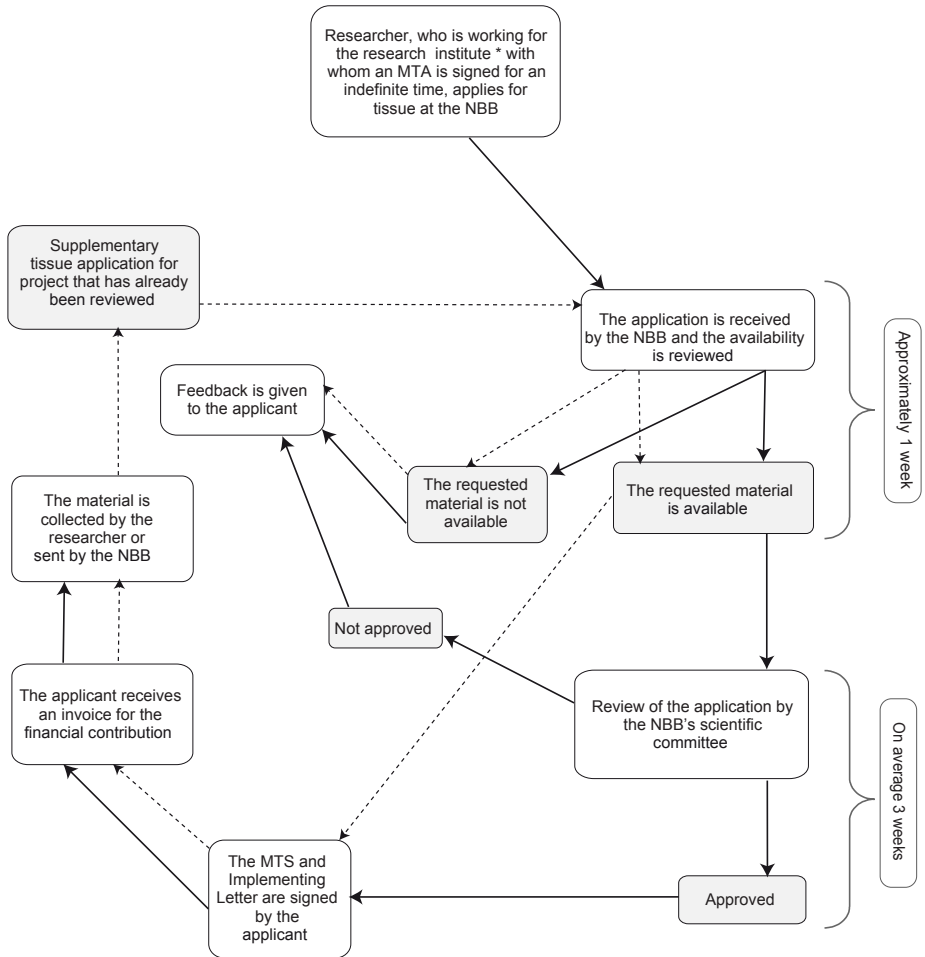 Researcher, who is working for
the research institute * with
whom an MTA is signed for an
indefinite time, applies for
tissue at the NBB
Supplementary
tissue application for
project that has already
been reviewed
The application is received
by the NBB and the availability
is reviewed
Approximately 1 week
Feedback is given
to the applicant
The requested
material is not
available
The requested material
is available
The material is
collected by the
researcher or
sent by the NBB
Not approved
The applicant receives
an invoice for the
financial contribution
Review of the application by
the NBB's scientific
committee
On average 3 weeks
The MTS and
Implementing
Letter are signed
by the
applicant
Approved